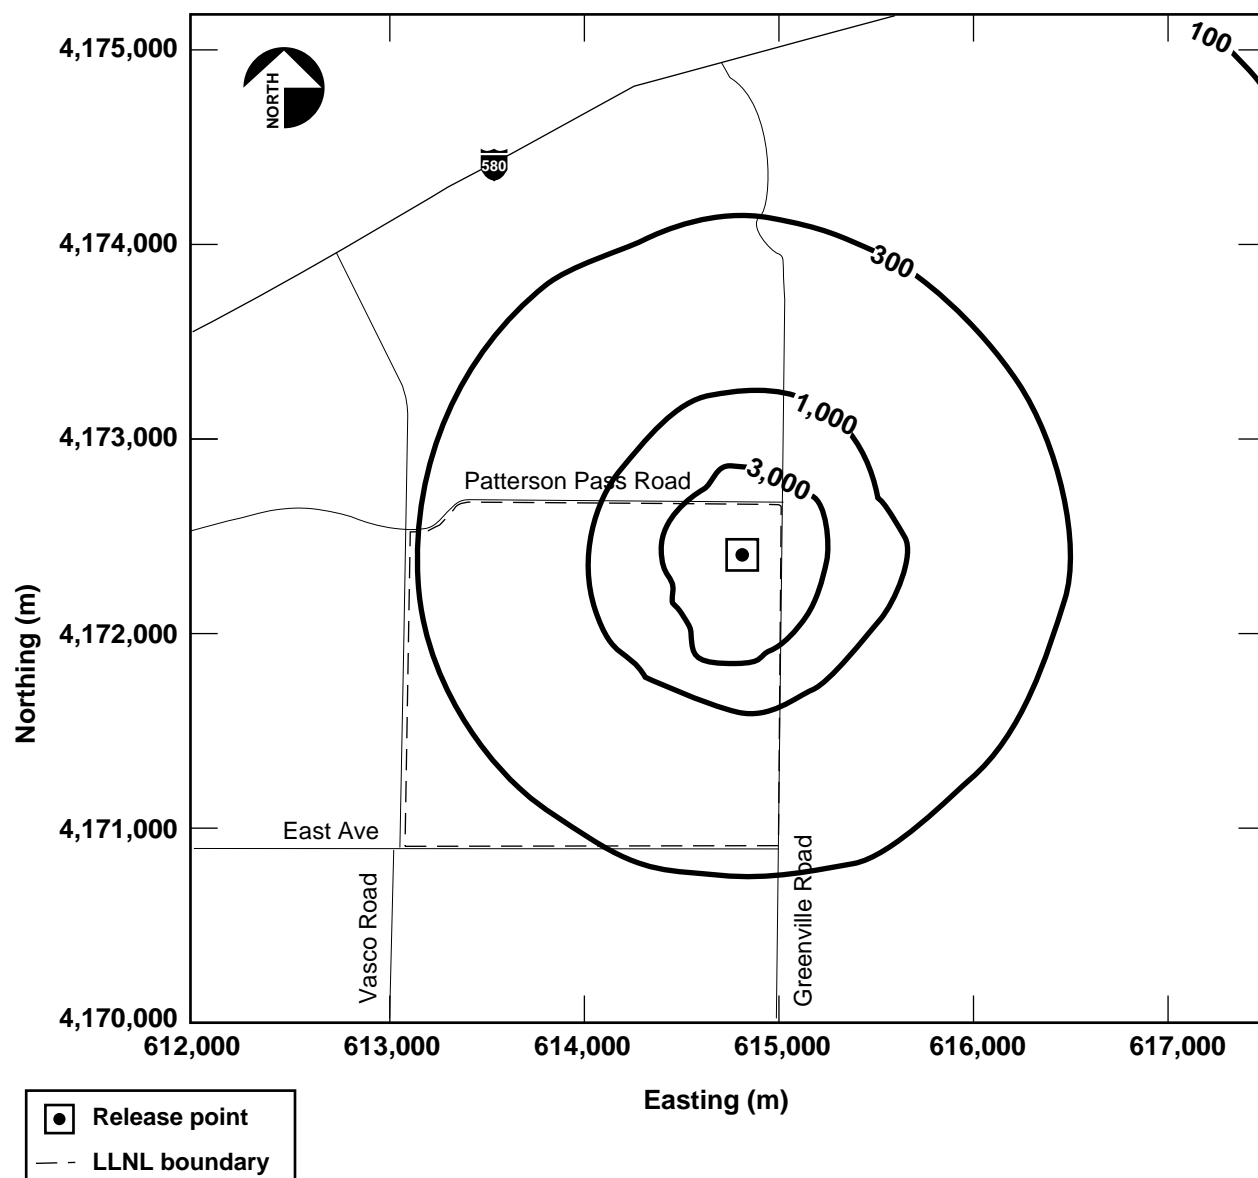 100
4,175,000
NORTH
580
4,174,000
300
1,000
4,173,000
3,000
Patterson Pass Road
4,172,000
Northing (m)
4,171,000
East Ave
Vasco Road
Greenville Road
4,170,000
612,000 613,000 614,000 615,000 616,000 617,000
Easting (m)
Release point
LLNL boundary